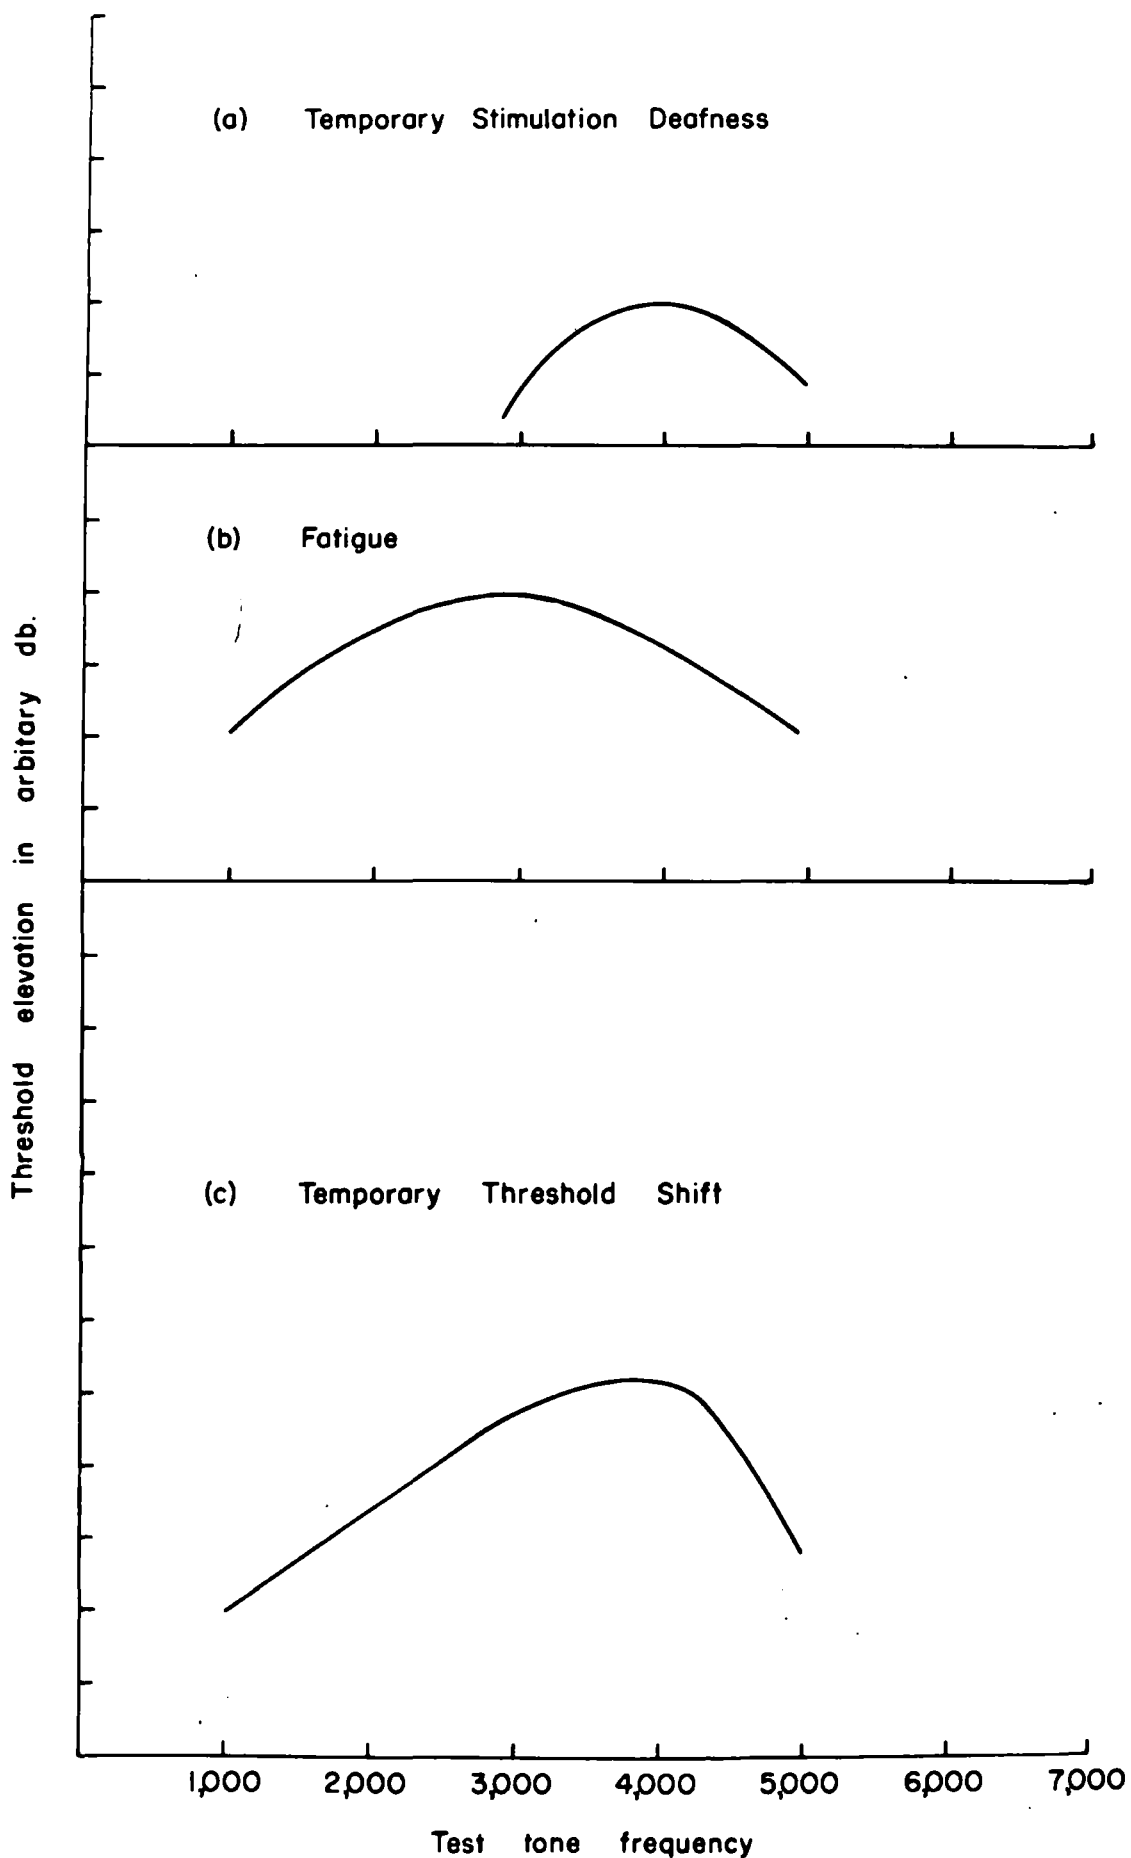 (a) Temporary Stimulation Deafness
(b) Fatigue
Threshold elevation in arbitary db.
(c) Temporary Threshold Shift
1,000 2,000 3,000 4,000 5,000 6,000 7,000
Test tone frequency